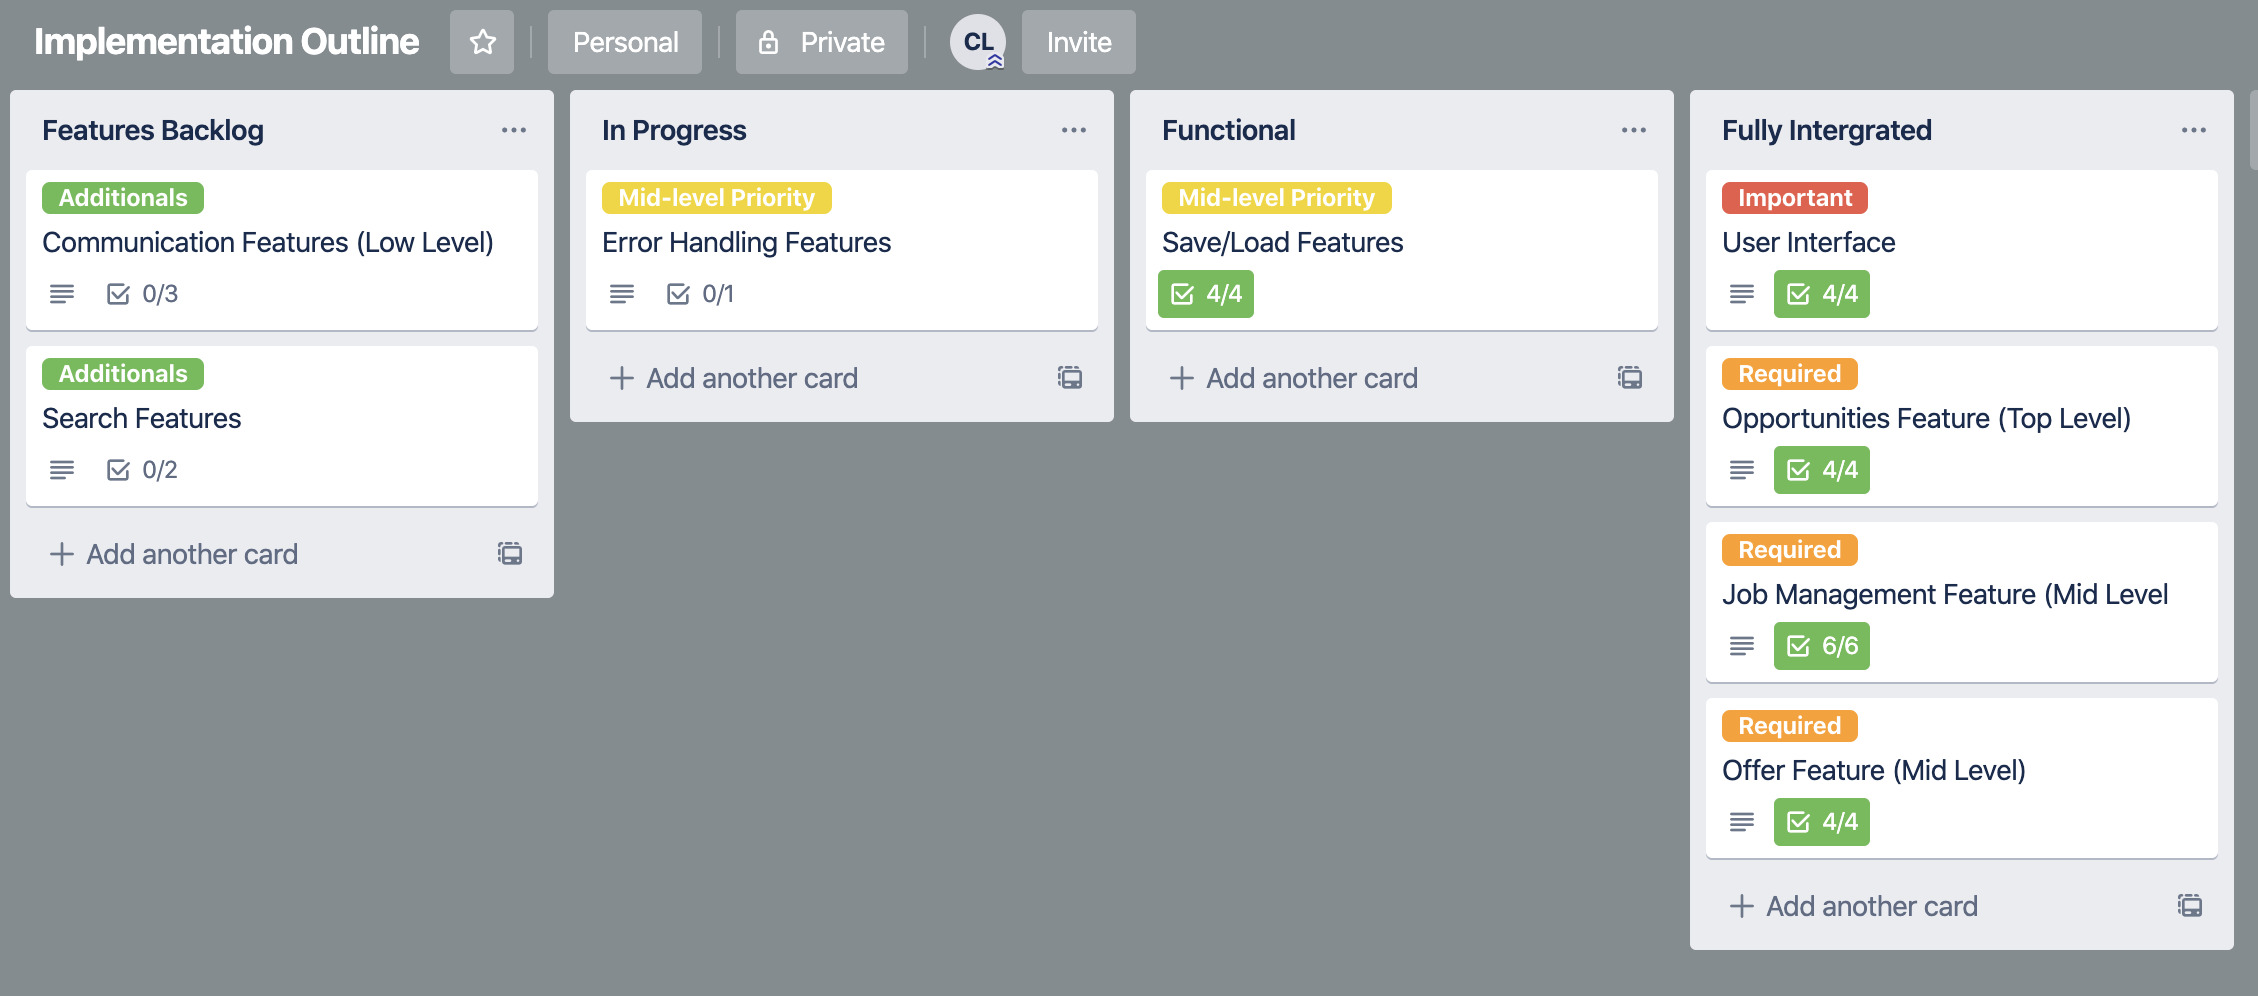 Implementation Outline
Personal
Private
CL
Invite
Features Backlog
Additionals
Communication Features (Low Level)
0/3
Additionals
Search Features
0/2
Add another card
In Progress
Mid-level Priority
Error Handling Features
0/1
Add another card
Functional
Mid-level Priority
Save/Load Features
4/4
Add another card
Fully Intergrated
Important
User Interface
4/4
Required
Opportunities Feature (Top Level)
4/4
Required
Job Management Feature (Mid Level
6/6
Required
Offer Feature (Mid Level)
4/4
Add another card